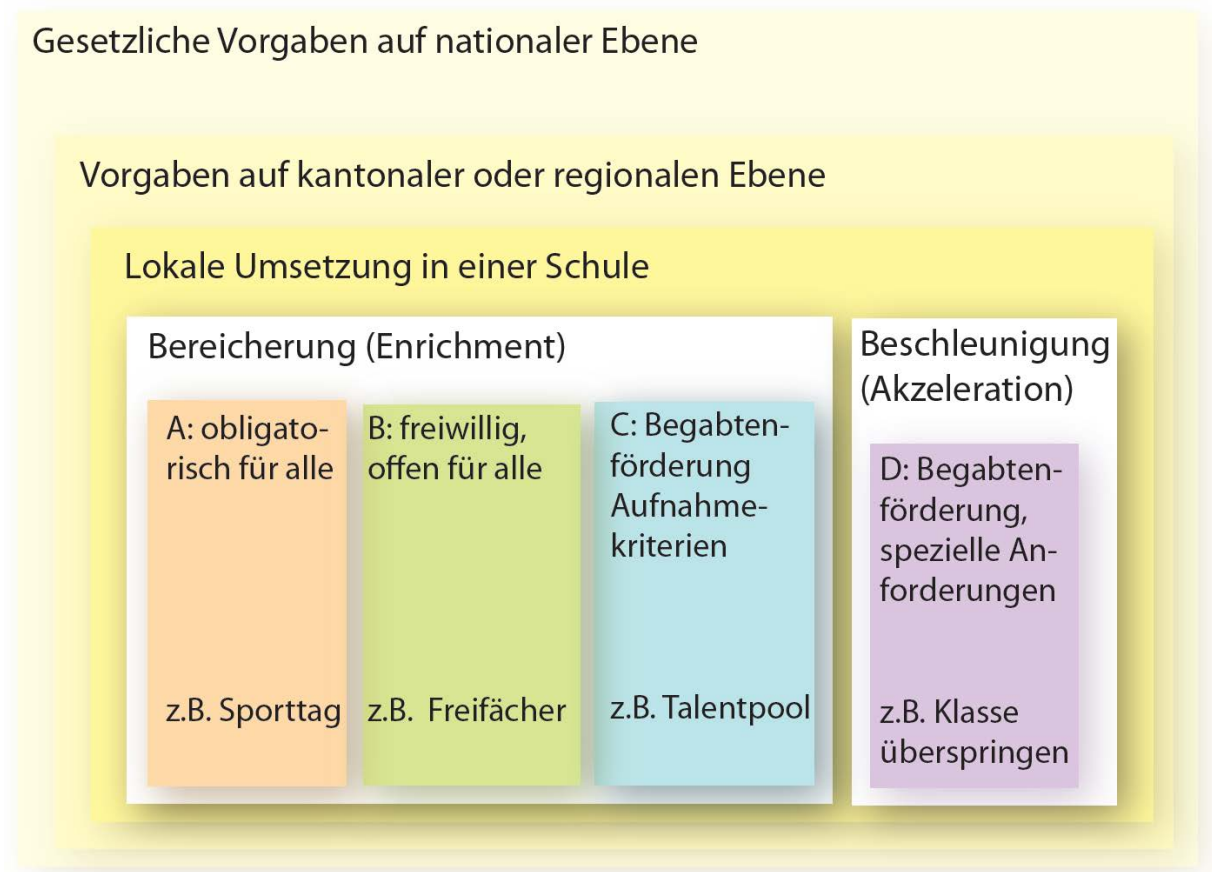 Gesetzliche Vorgaben auf nationaler Ebene
Vorgaben auf kantonaler oder regionalen Ebene
Lokale Umsetzung in einer Schule
Bereicherung (Enrichment)
A: obligato-
risch für alle
z.B. Sporttag
B: freiwillig,
offen für alle
z.B. Freifächer
C: Begabten-
förderung
Aufnahme-
kriterien
z.B. Talentpool
Beschleunigung
(Akzeleration)
D: Begabten-
förderung,
spezielle An-
forderungen
z.B. Klasse
überspringen